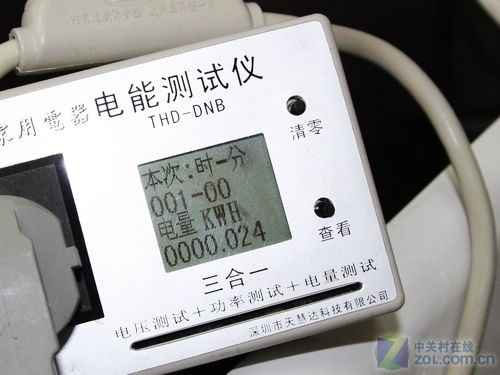 家用電器电能测试仪
THD-DNB
清零
本次:时一分
001-00
电量 KWH
0000.024
查看
三合一
电压测试+功率测试+电量测试
深圳市天慧达科技有限公司
中关村在线
zol.com.cn